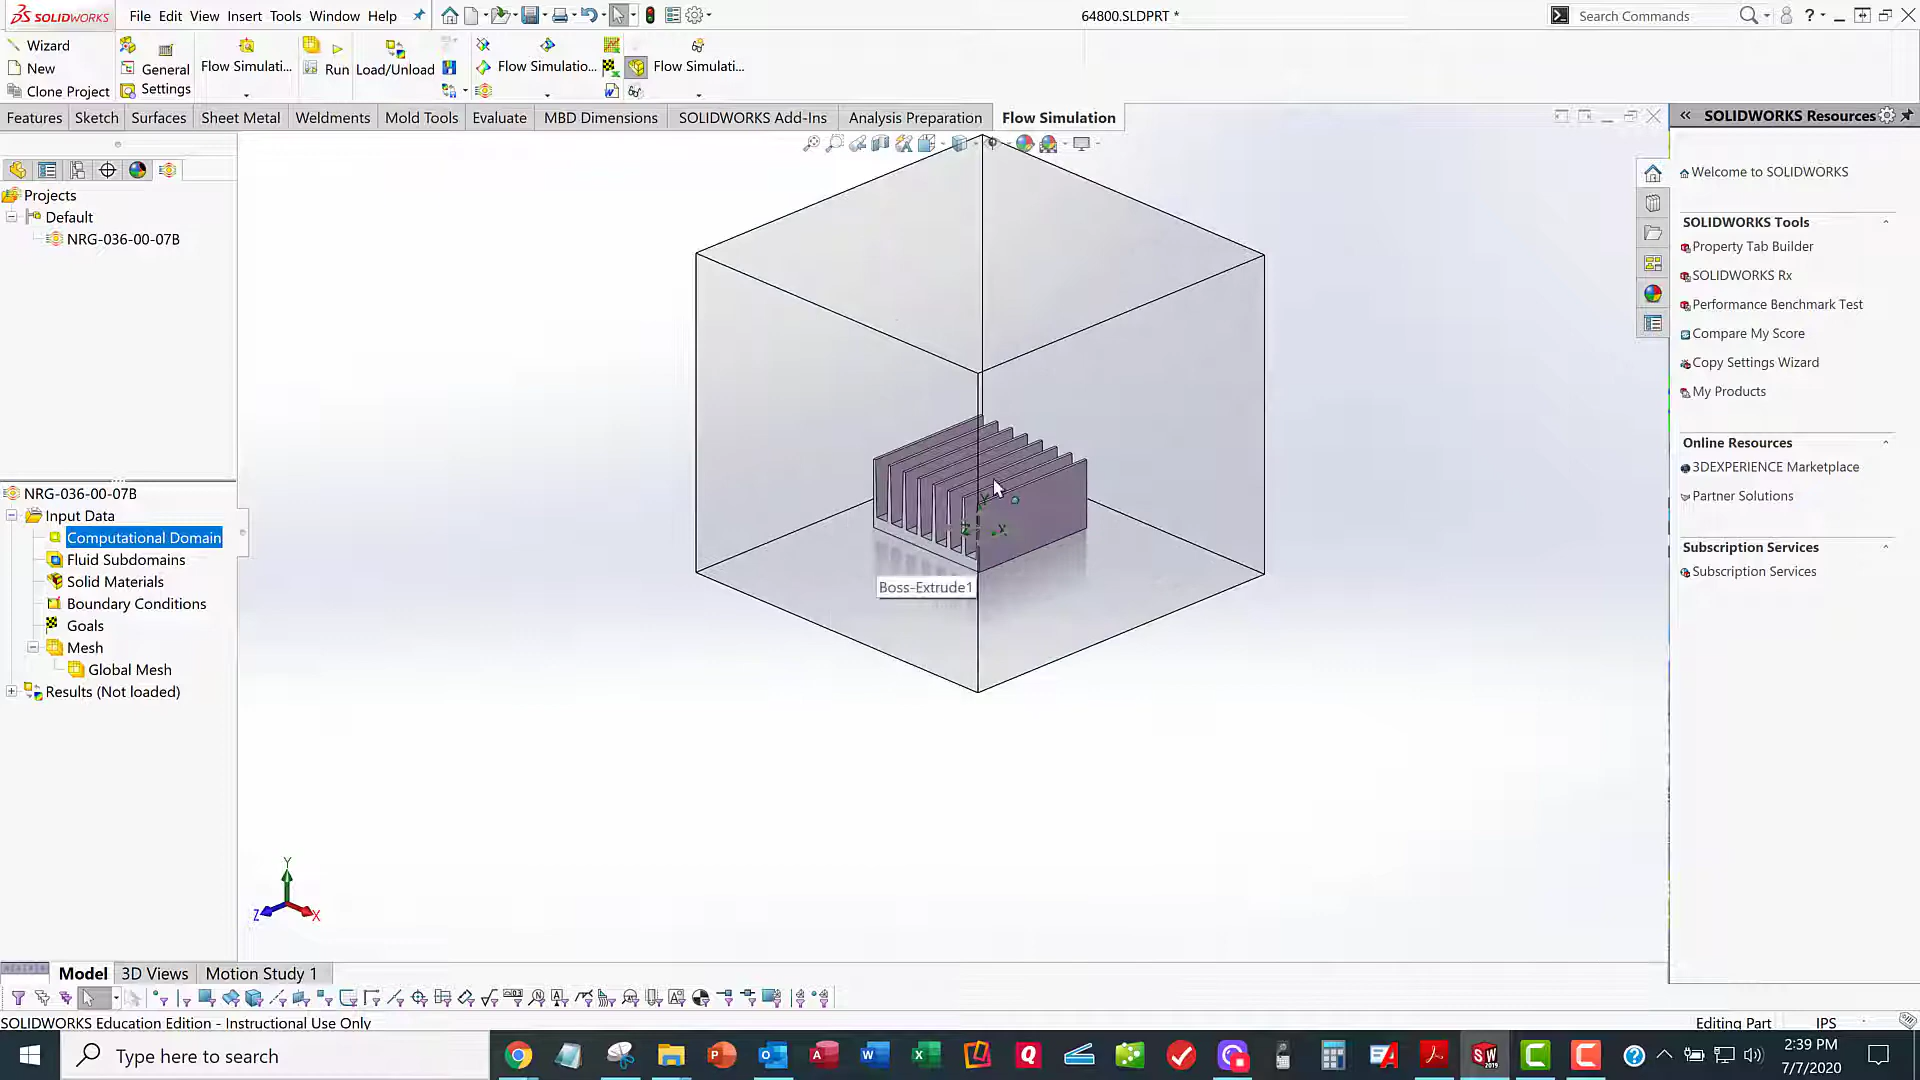 SOLIDWORKS
File Edit View Insert Tools Window Help
64800.SLDPRT *
Search Commands
Wizard
New
Clone Project
General
Settings
Flow Simulati...
Run
Load/Unload
Flow Simulatio...
Flow Simulati...
Features Sketch Surfaces Sheet Metal Weldments Mold Tools Evaluate MBD Dimensions SOLIDWORKS Add-Ins Analysis Preparation Flow Simulation
SOLIDWORKS Resources
Projects
Default
NRG-036-00-07B
NRG-036-00-07B
Input Data
Computational Domain
Fluid Subdomains
Solid Materials
Boundary Conditions
Goals
Mesh
Global Mesh
Results (Not loaded)
Boss-Extrude1
Y
Z
X
Welcome to SOLIDWORKS
SOLIDWORKS Tools
Property Tab Builder
SOLIDWORKS Rx
Performance Benchmark Test
Compare My Score
Copy Settings Wizard
My Products
Online Resources
3DEXPERIENCE Marketplace
Partner Solutions
Subscription Services
Subscription Services
Model 3D Views Motion Study 1
SOLIDWORKS Education Edition - Instructional Use Only
Editing Part IPS
Type here to search
2:39 PM
7/7/2020